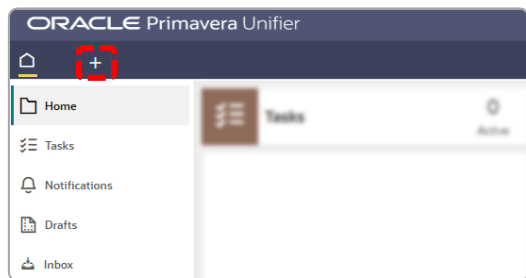 ORACLE Primavera Unifier
+
Home
Tasks 0
Tasks
Active
Notifications
Drafts
Inbox